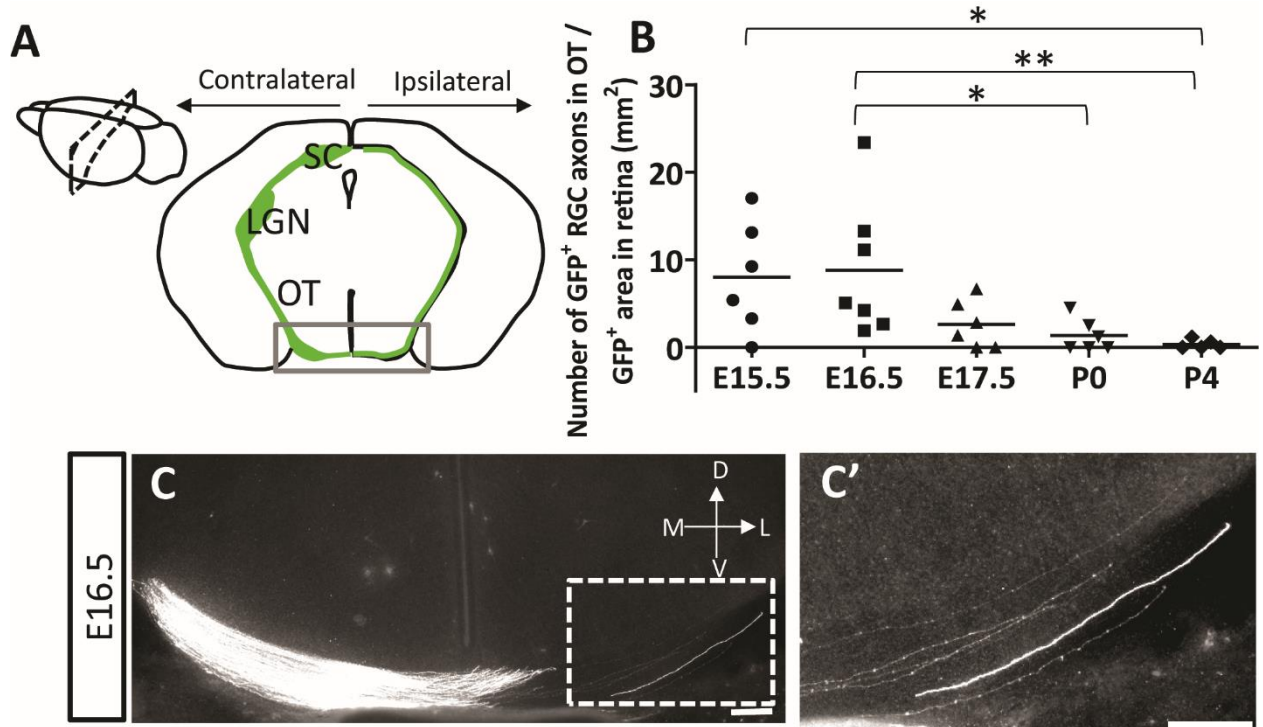 A
Contralateral
Ipsilateral
SC
LGN
OT
B
Number of GFP⁺ RGC axons in OT /
GFP⁺ area in retina (mm²)
*
**
*
30
20
10
0
E15.5 E16.5 E17.5 P0 P4
E16.5
C
D
M L
V
C'